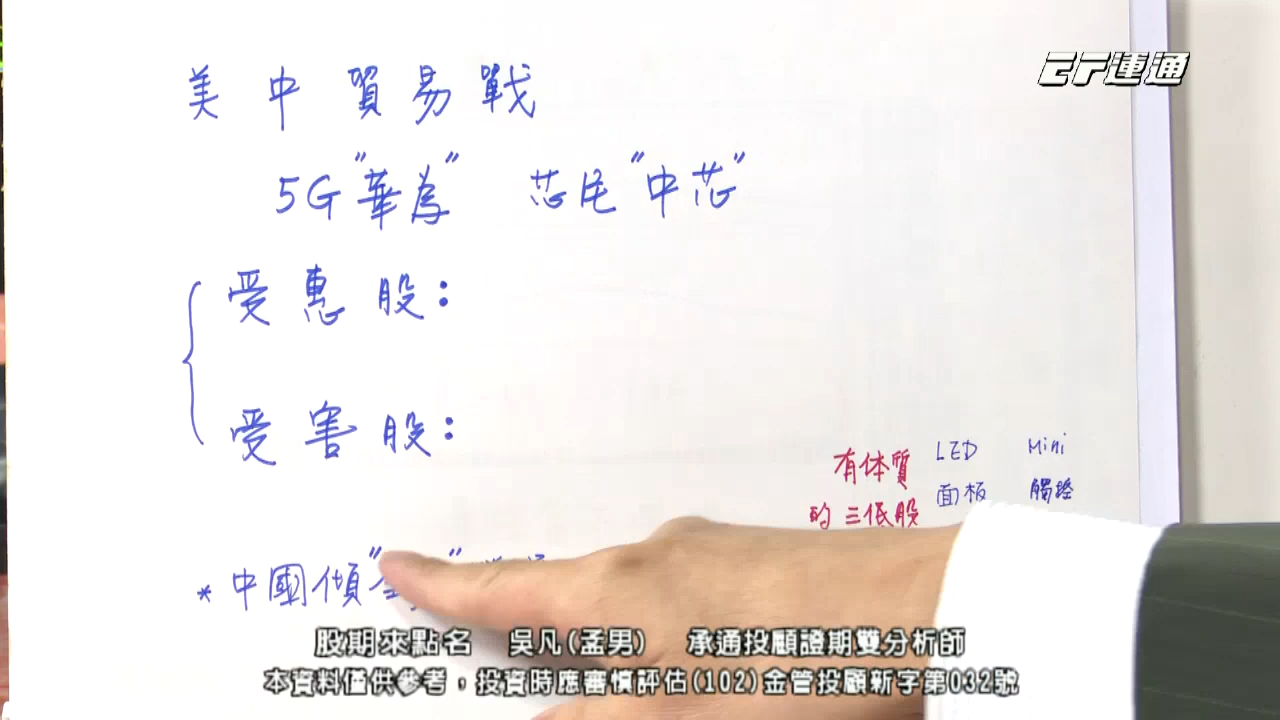 美中貿易戰
5G"華為" 芯片"中芯"
受惠股:
受害股:
有体質
的三低股
LED Mini
面板 觸控
*中國傾"全
ET運通
股期來點名 吳凡(孟男) 承通投顧證期雙分析師
本資料僅供參考,投資時應審慎評估(102)金管投顧新字第032號